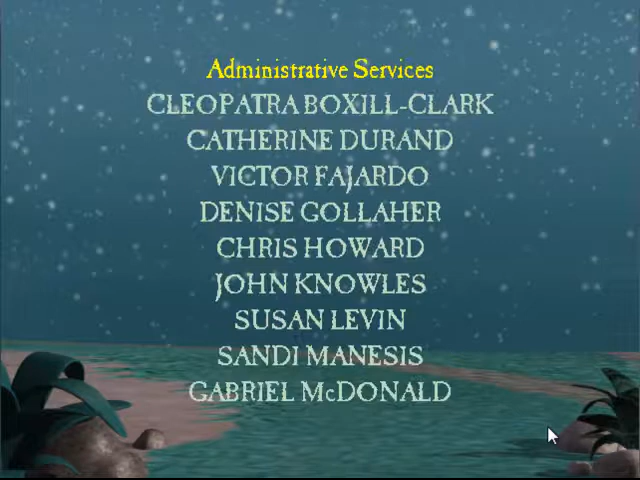 Administrative Services
CLEOPATRA BOXILL-CLARK
CATHERINE DURAND
VICTOR FAJARDO
DENISE GOLLAHER
CHRIS HOWARD
JOHN KNOWLES
SUSAN LEVIN
SANDI MANESIS
GABRIEL McDONALD